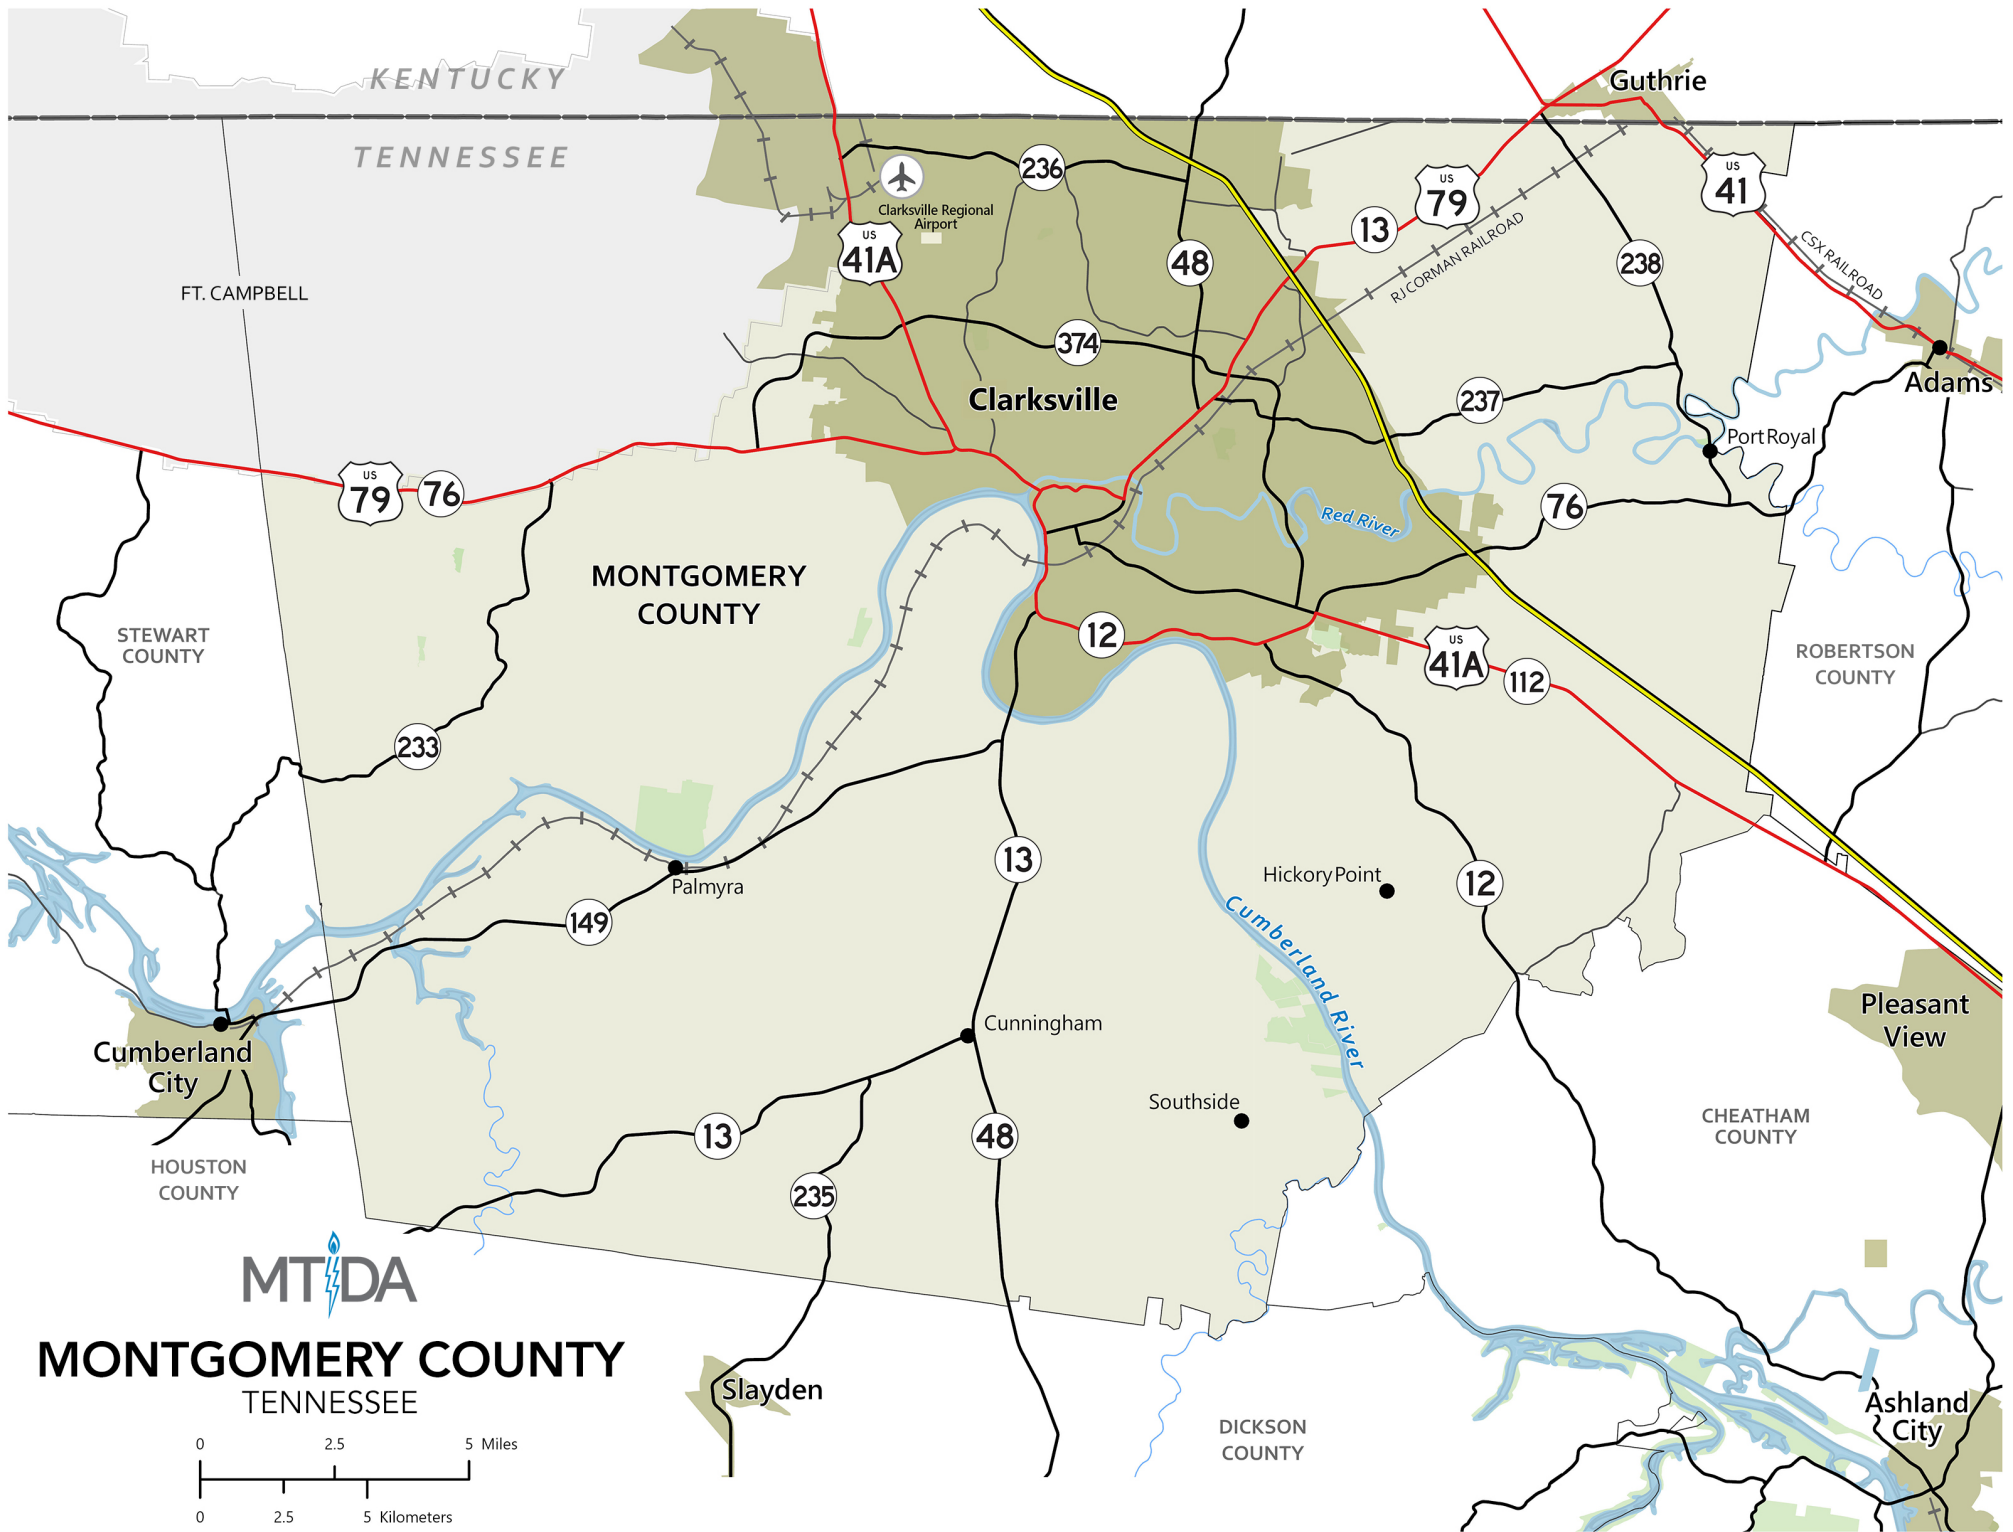 KENTUCKY
TENNESSEE
Guthrie
236
US
79
US
41
13
Clarksville Regional
Airport
US
41A
48
238
RJ CORMAN RAILROAD
CSX RAILROAD
FT. CAMPBELL
374
Clarksville
237
Adams
Port Royal
US
79
76
76
Red River
MONTGOMERY
COUNTY
STEWART
COUNTY
12
US
41A
112
ROBERTSON
COUNTY
233
13
Hickory Point
12
Palmyra
149
Cumberland River
Cunningham
Pleasant
View
Cumberland
City
Southside
CHEATHAM
COUNTY
13
48
HOUSTON
COUNTY
235
MTIDA
MONTGOMERY COUNTY
TENNESSEE
Slayden
DICKSON
COUNTY
Ashland
City
0 2.5 5 Miles
0 2.5 5 Kilometers